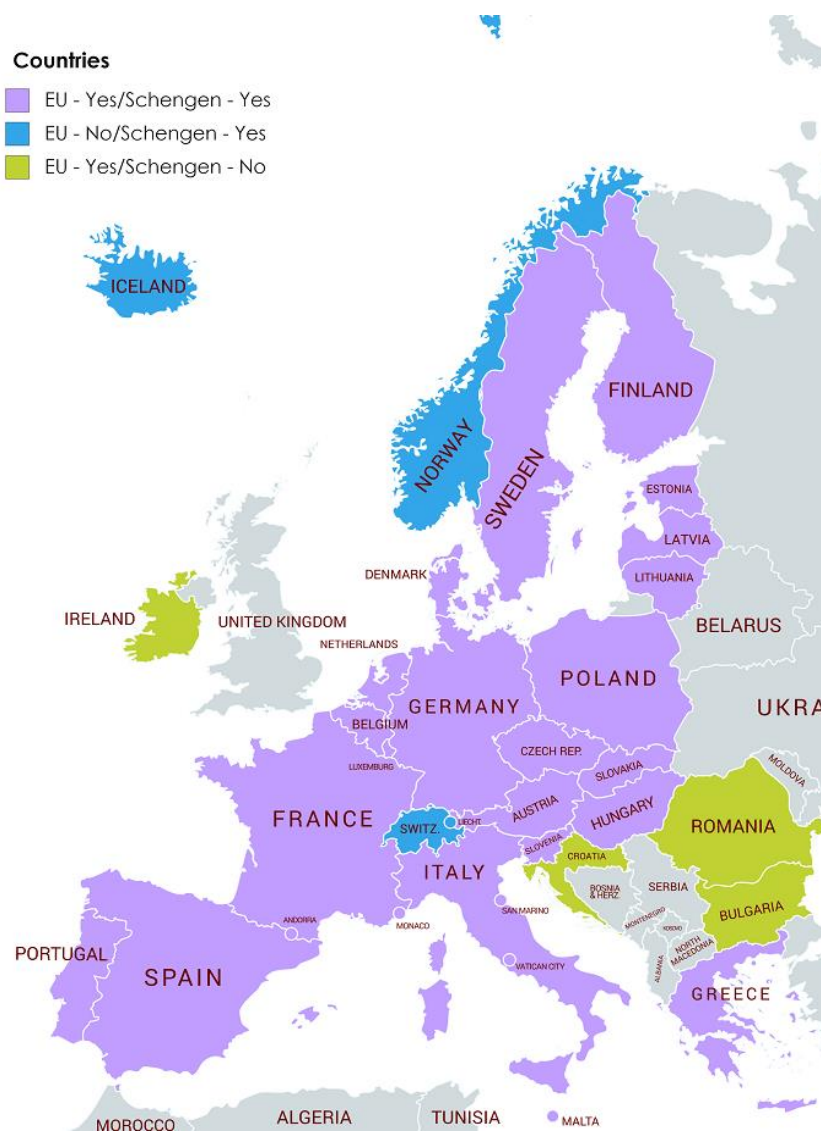 Countries
EU - Yes/Schengen - Yes
EU - No/Schengen - Yes
EU - Yes/Schengen - No
ICELAND
FINLAND
NORWAY
SWEDEN
ESTONIA
LATVIA
DENMARK
LITHUANIA
IRELAND
UNITED KINGDOM
BELARUS
NETHERLANDS
POLAND
GERMANY
UKRA
BELGIUM
CZECH REP.
LUXEMBURG
SLOVAKIA
MOLDOVA
AUSTRIA
HUNGARY
FRANCE
SWITZ.
LIECHT.
ROMANIA
SLOVENIA
CROATIA
ITALY
BOSNIA
& HERZ.
SERBIA
SAN MARINO
BULGARIA
ANDORRA
MONACO
MONTENEGRO
KOSOVO
PORTUGAL
NORTH
MACEDONIA
VATICAN CITY
ALBANIA
SPAIN
GREECE
MOROCCO
ALGERIA
TUNISIA
MALTA